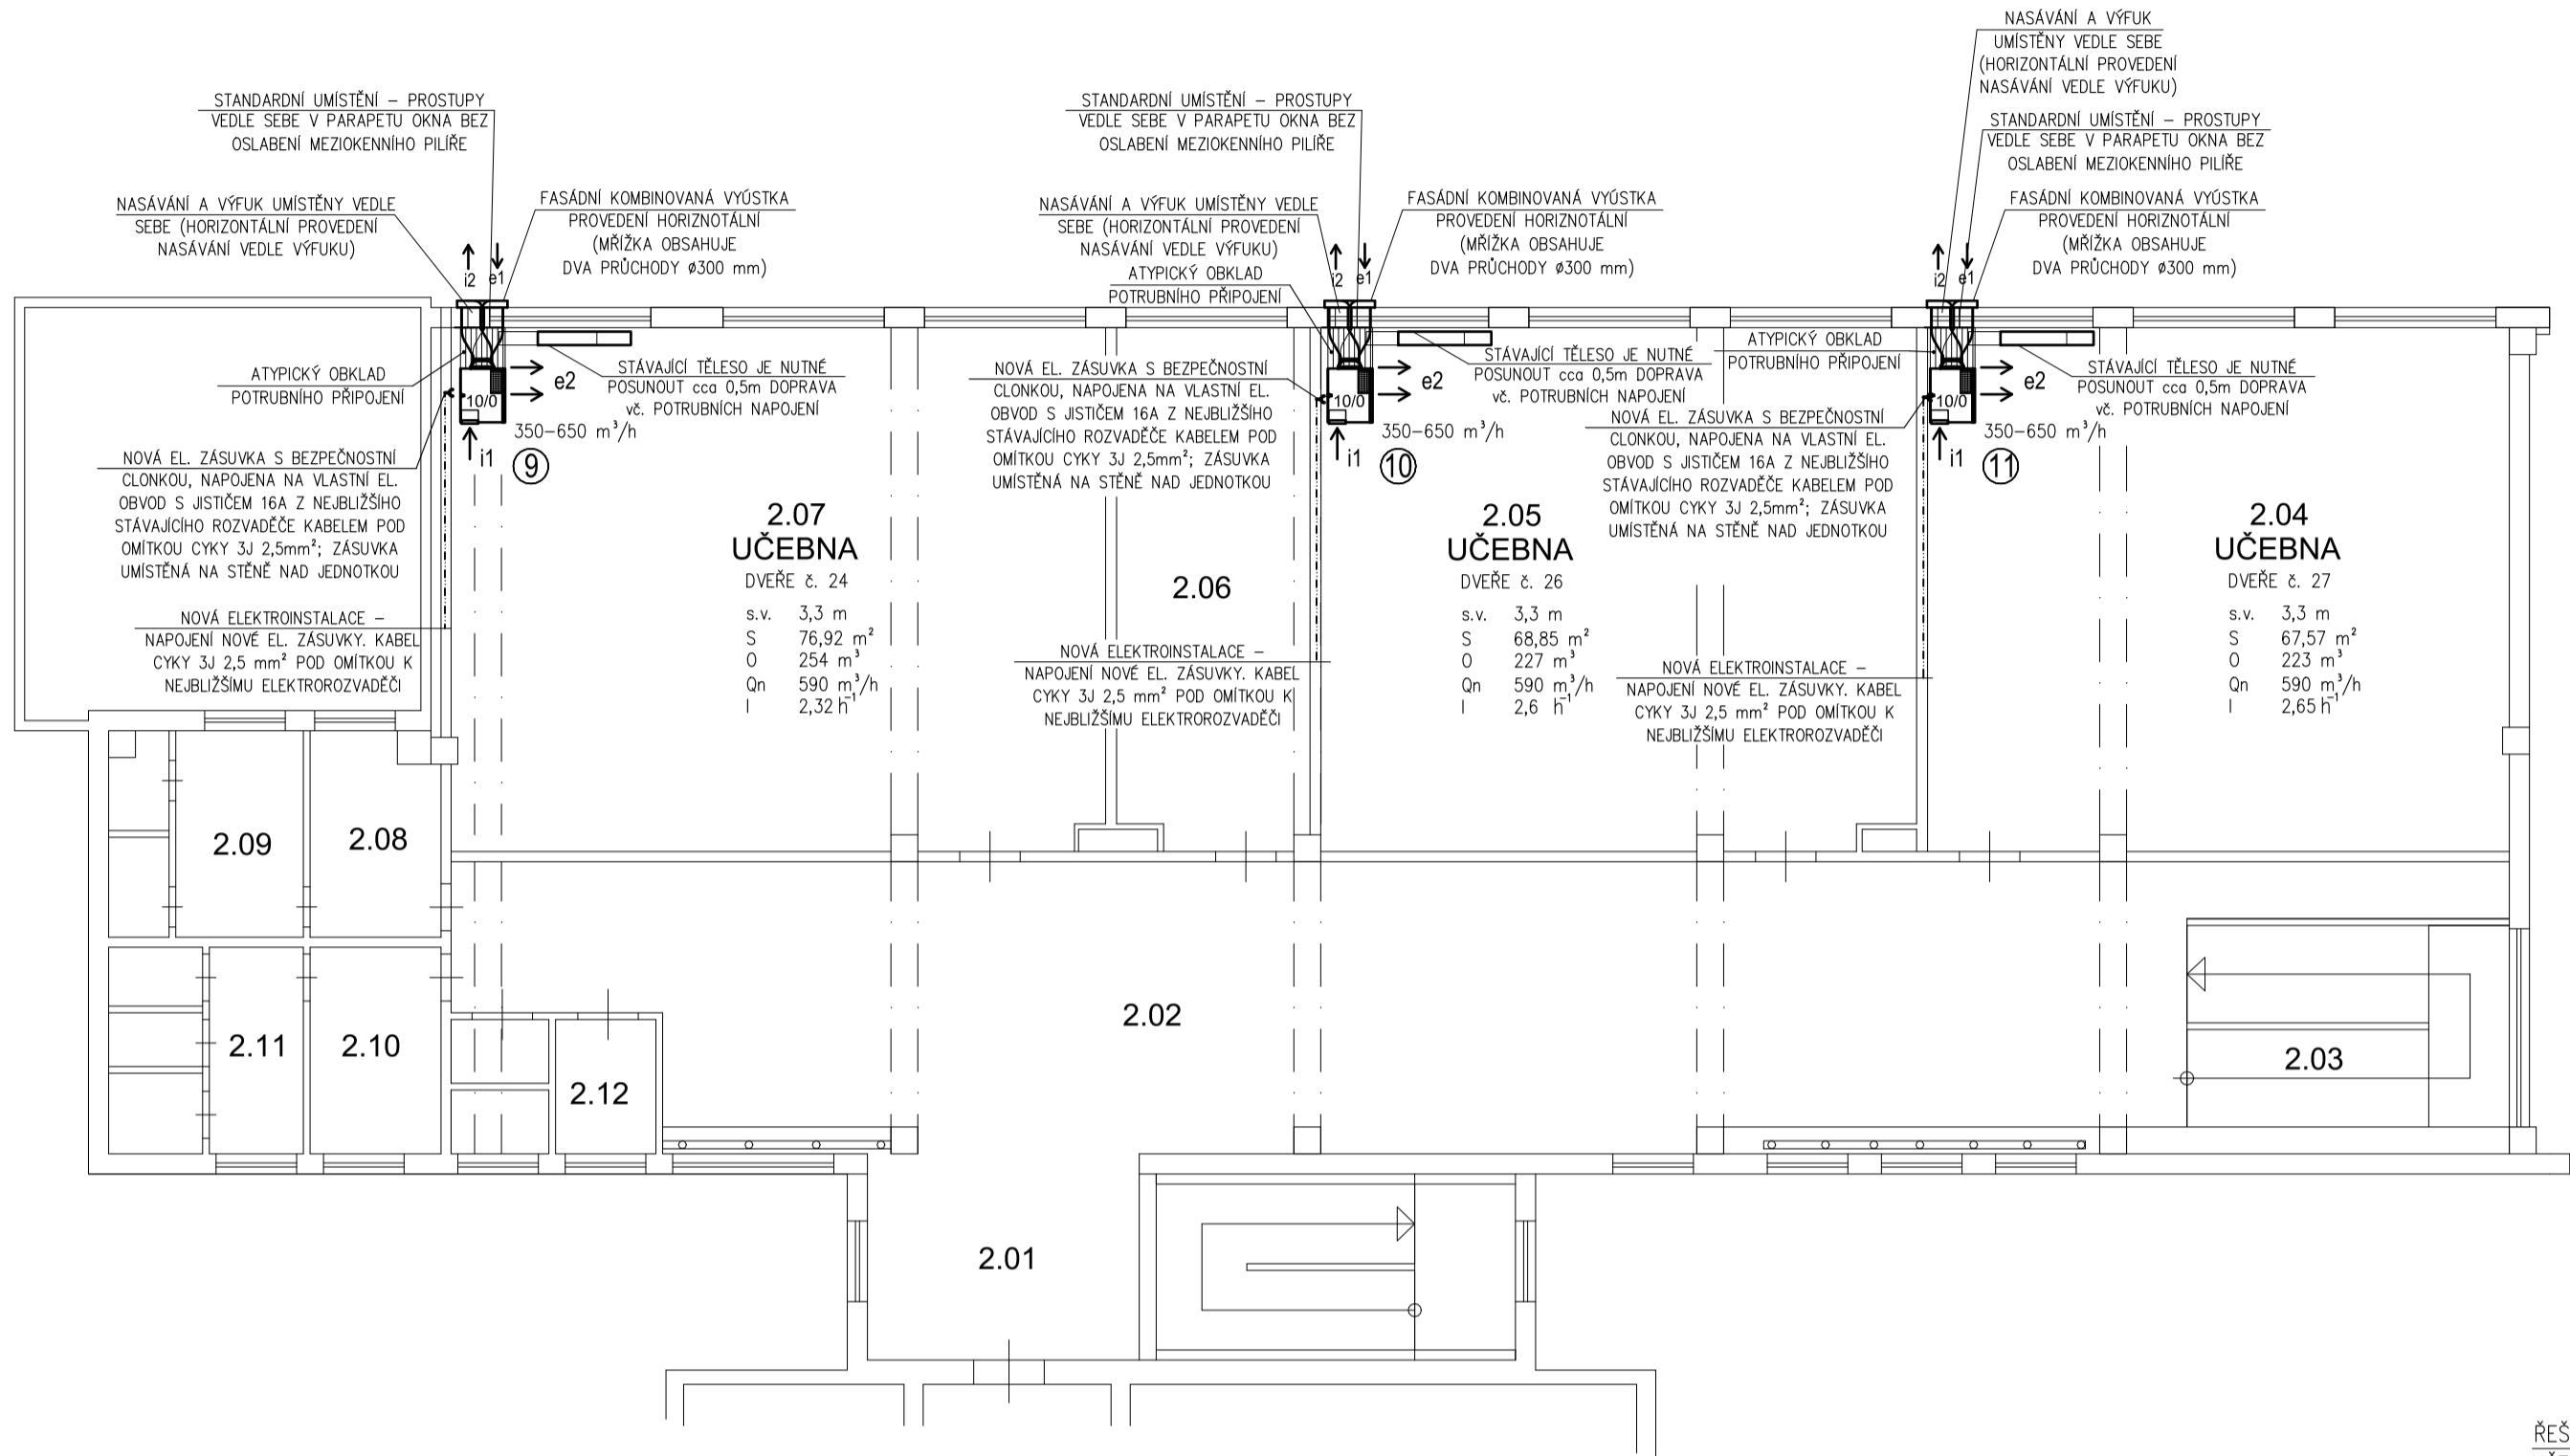 NASÁVÁNÍ A VÝFUK
UMÍSTĚNY VEDLE SEBE
(HORIZONTÁLNÍ PROVEDENÍ
NASÁVÁNÍ VEDLE VÝFUKU)
STANDARDNÍ UMÍSTĚNÍ – PROSTUPY
VEDLE SEBE V PARAPETU OKNA BEZ
OSLABENÍ MEZIOKENNÍHO PILÍŘE
STANDARDNÍ UMÍSTĚNÍ – PROSTUPY
VEDLE SEBE V PARAPETU OKNA BEZ
OSLABENÍ MEZIOKENNÍHO PILÍŘE
STANDARDNÍ UMÍSTĚNÍ – PROSTUPY
VEDLE SEBE V PARAPETU OKNA BEZ
OSLABENÍ MEZIOKENNÍHO PILÍŘE
NASÁVÁNÍ A VÝFUK UMÍSTĚNY VEDLE
SEBE (HORIZONTÁLNÍ PROVEDENÍ
NASÁVÁNÍ VEDLE VÝFUKU)
FASÁDNÍ KOMBINOVANÁ VYÚSTKA
PROVEDENÍ HORIZNOTÁLNÍ
(MŘÍŽKA OBSAHUJE
DVA PRŮCHODY ø300 mm)
NASÁVÁNÍ A VÝFUK UMÍSTĚNY VEDLE
SEBE (HORIZONTÁLNÍ PROVEDENÍ
NASÁVÁNÍ VEDLE VÝFUKU)
ATYPICKÝ OBKLAD
POTRUBNÍHO PŘIPOJENÍ
FASÁDNÍ KOMBINOVANÁ VYÚSTKA
PROVEDENÍ HORIZNOTÁLNÍ
(MŘÍŽKA OBSAHUJE
DVA PRŮCHODY ø300 mm)
FASÁDNÍ KOMBINOVANÁ VYÚSTKA
PROVEDENÍ HORIZNOTÁLNÍ
(MŘÍŽKA OBSAHUJE
DVA PRŮCHODY ø300 mm)
i2 e1
i2 e1
i2 e1
ATYPICKÝ OBKLAD
POTRUBNÍHO PŘIPOJENÍ
10/0
e2
STÁVAJÍCÍ TĚLESO JE NUTNÉ
POSUNOUT cca 0,5m DOPRAVA
vč. POTRUBNÍCH NAPOJENÍ
350–650 m³/h
i1
9
NOVÁ EL. ZÁSUVKA S BEZPEČNOSTNÍ
CLONKOU, NAPOJENA NA VLASTNÍ EL.
OBVOD S JISTIČEM 16A Z NEJBLIŽŠÍHO
STÁVAJÍCÍHO ROZVADĚČE KABELEM POD
OMÍTKOU CYKY 3J 2,5mm²; ZÁSUVKA
UMÍSTĚNÁ NA STĚNĚ NAD JEDNOTKOU
10/0
e2
STÁVAJÍCÍ TĚLESO JE NUTNÉ
POSUNOUT cca 0,5m DOPRAVA
vč. POTRUBNÍCH NAPOJENÍ
350–650 m³/h
i1
10
ATYPICKÝ OBKLAD
POTRUBNÍHO PŘIPOJENÍ
10/0
e2
STÁVAJÍCÍ TĚLESO JE NUTNÉ
POSUNOUT cca 0,5m DOPRAVA
vč. POTRUBNÍCH NAPOJENÍ
350–650 m³/h
i1
11
NOVÁ EL. ZÁSUVKA S BEZPEČNOSTNÍ
CLONKOU, NAPOJENA NA VLASTNÍ EL.
OBVOD S JISTIČEM 16A Z NEJBLIŽŠÍHO
STÁVAJÍCÍHO ROZVADĚČE KABELEM POD
OMÍTKOU CYKY 3J 2,5mm²; ZÁSUVKA
UMÍSTĚNÁ NA STĚNĚ NAD JEDNOTKOU
NOVÁ EL. ZÁSUVKA S BEZPEČNOSTNÍ
CLONKOU, NAPOJENA NA VLASTNÍ EL.
OBVOD S JISTIČEM 16A Z NEJBLIŽŠÍHO
STÁVAJÍCÍHO ROZVADĚČE KABELEM POD
OMÍTKOU CYKY 3J 2,5mm²; ZÁSUVKA
UMÍSTĚNÁ NA STĚNĚ NAD JEDNOTKOU
2.07
UČEBNA
DVEŘE č. 24
s.v. 3,3 m
S 76,92 m²
O 254 m³
Qn 590 m³/h
I 2,32 h⁻¹
2.06
2.05
UČEBNA
DVEŘE č. 26
s.v. 3,3 m
S 68,85 m²
O 227 m³
Qn 590 m³/h
I 2,6 h⁻¹
2.04
UČEBNA
DVEŘE č. 27
s.v. 3,3 m
S 67,57 m²
O 223 m³
Qn 590 m³/h
I 2,65 h⁻¹
NOVÁ ELEKTROINSTALACE –
NAPOJENÍ NOVÉ EL. ZÁSUVKY. KABEL
CYKY 3J 2,5 mm² POD OMÍTKOU K
NEJBLIŽŠÍMU ELEKTROROZVADĚČI
NOVÁ ELEKTROINSTALACE –
NAPOJENÍ NOVÉ EL. ZÁSUVKY. KABEL
CYKY 3J 2,5 mm² POD OMÍTKOU K
NEJBLIŽŠÍMU ELEKTROROZVADĚČI
NOVÁ ELEKTROINSTALACE –
NAPOJENÍ NOVÉ EL. ZÁSUVKY. KABEL
CYKY 3J 2,5 mm² POD OMÍTKOU K
NEJBLIŽŠÍMU ELEKTROROZVADĚČI
2.09
2.08
2.02
2.11
2.10
2.12
2.03
2.01
ŘEŠ